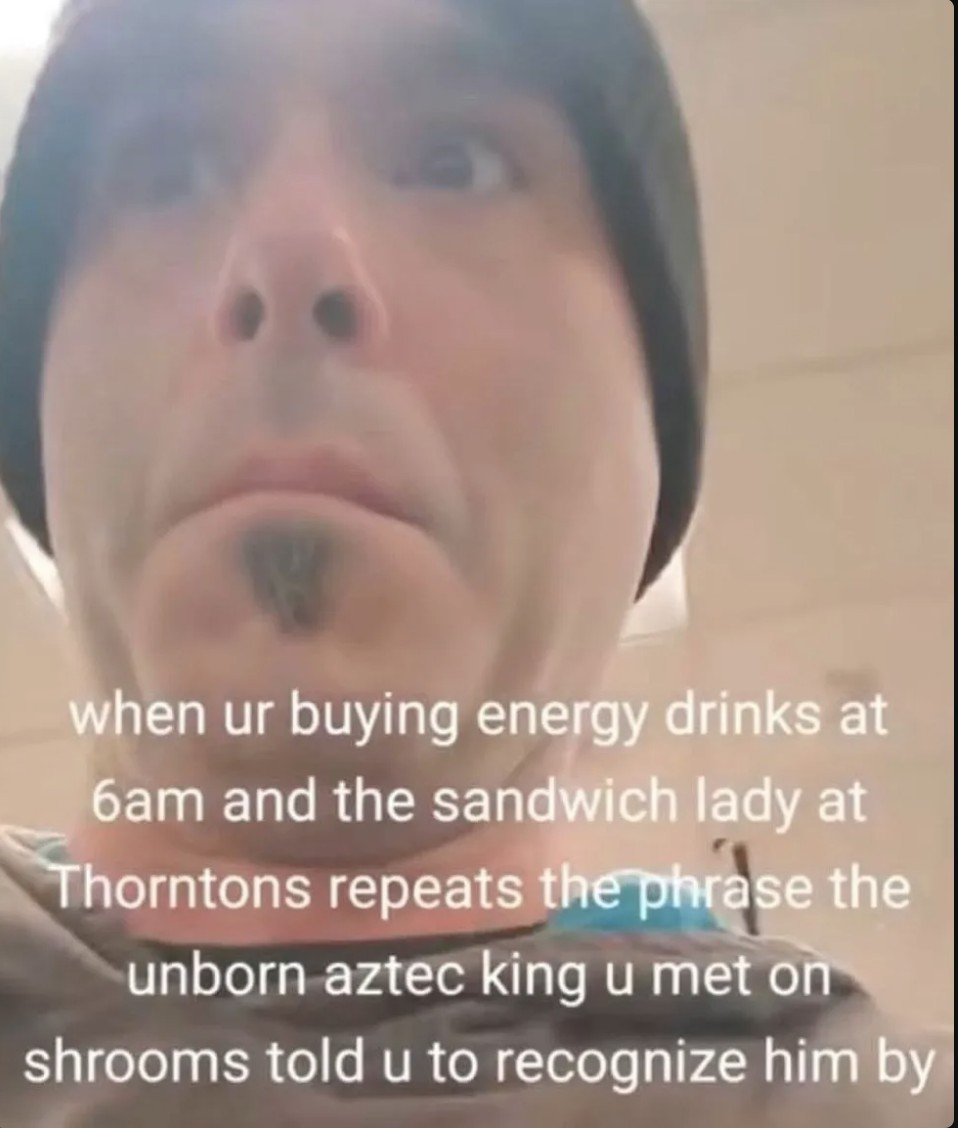 when ur buying energy drinks at
6am and the sandwich lady at
Thorntons repeats the phrase the
unborn aztec king u met on
shrooms told u to recognize him by